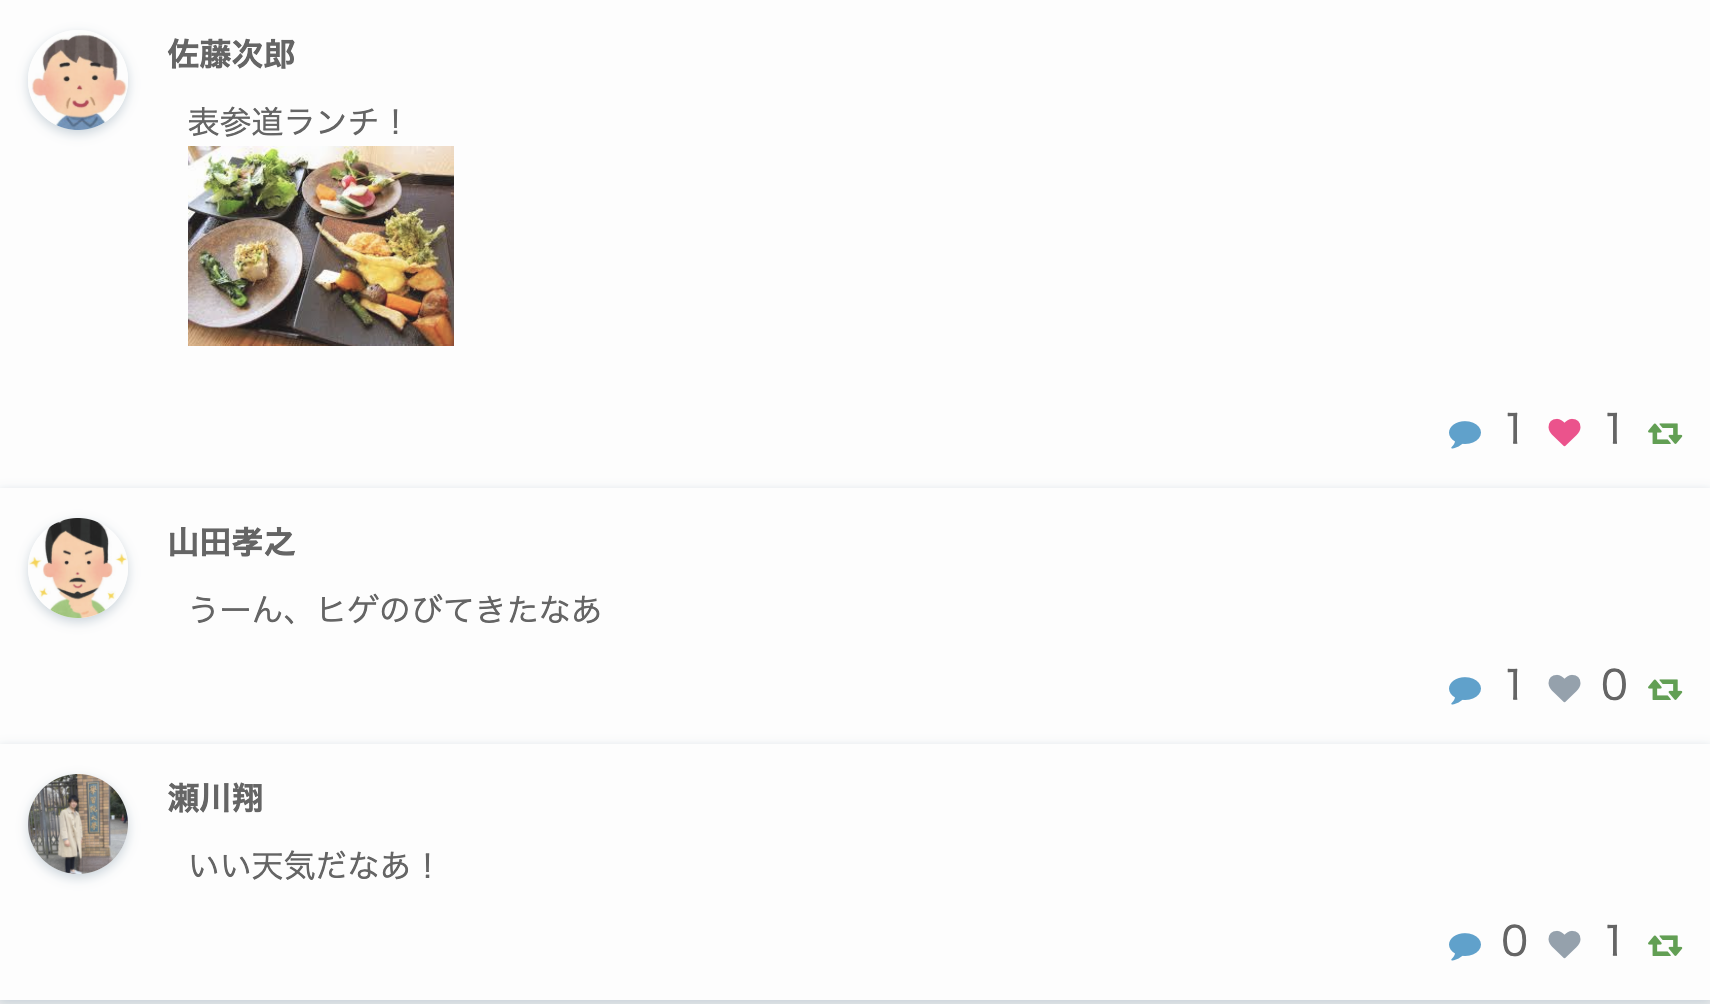 佐藤次郎
表参道ランチ！
1 1
山田孝之
うーん、ヒゲのびてきたなあ
1 0
瀬川翔
いい天気だなあ！
0 1